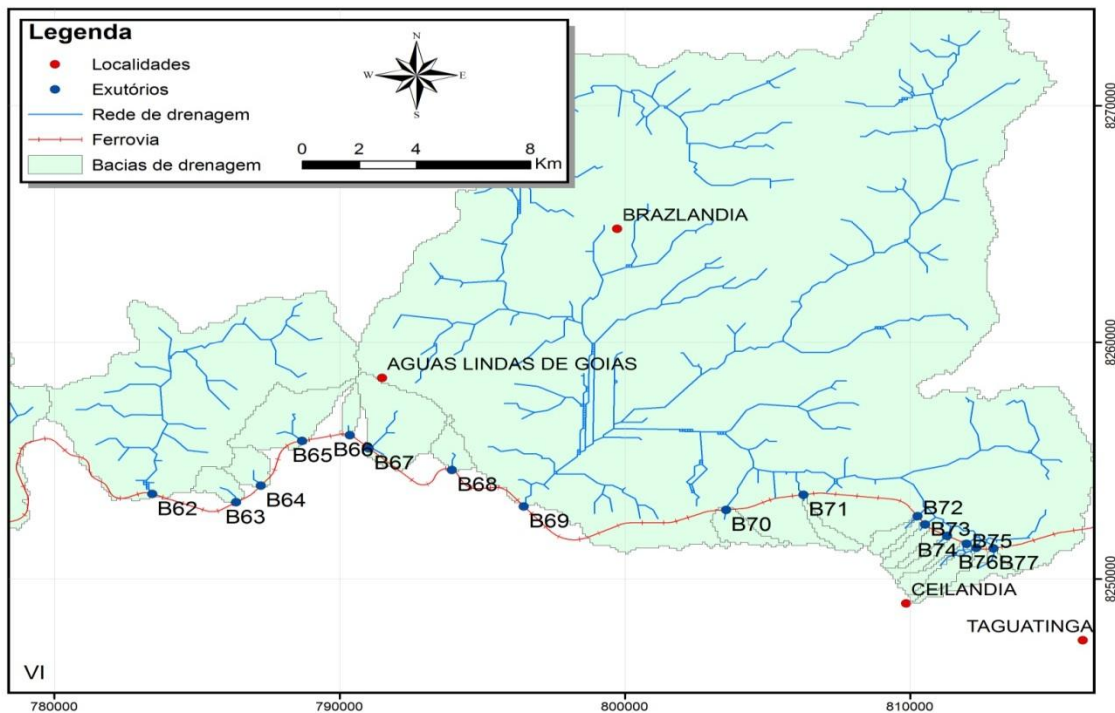 Legenda
Localidades
Exutórios
Rede de drenagem
Ferrovia
Bacias de drenagem
N
W
E
S
0 2 4 8
Km
BRAZLANDIA
AGUAS LINDAS DE GOIAS
B62
B63
B64
B65
B66
B67
B68
B69
B70
B71
B72
B73
B74
B75
B76
B77
CEILANDIA
TAGUATINGA
VI
8270000
8260000
8250000
780000
790000
800000
810000